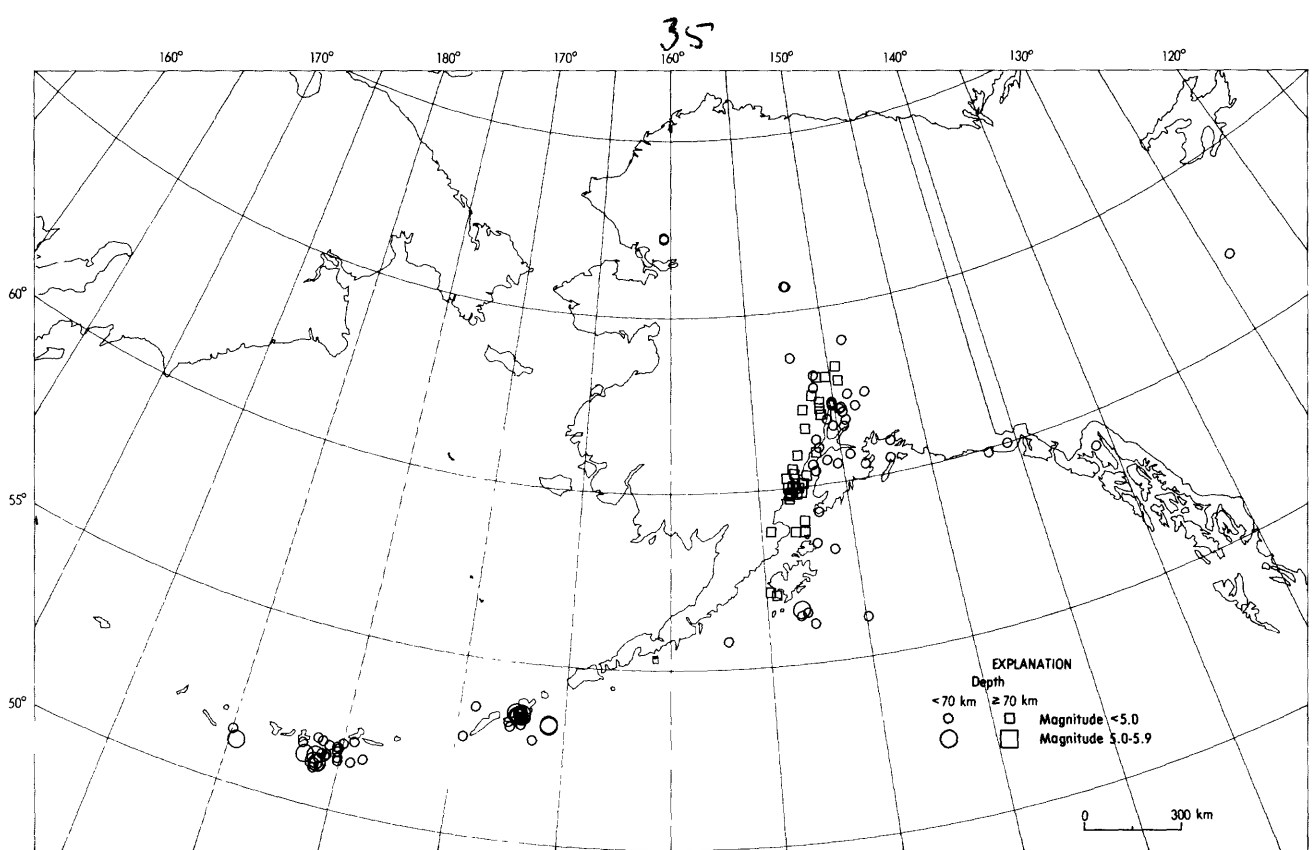 35
160° 170° 180° 170° 160° 150° 140° 130° 120°
60°
55°
50°
EXPLANATION
Depth
<70 km ≥70 km
Magnitude <5.0
Magnitude 5.0-5.9
0 300 km